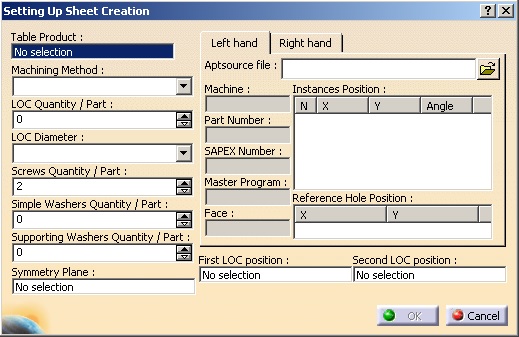 Setting Up Sheet Creation
Table Product :
No selection
Machining Method :
LOC Quantity / Part :
0
LOC Diameter :
Screws Quantity / Part :
2
Simple Washers Quantity / Part :
0
Supporting Washers Quantity / Part :
0
Symmetry Plane :
No selection
Left hand
Right hand
Aptsource file :
Machine :
Part Number :
SAPEX Number :
Master Program :
Face :
Instances Position :
N X Y Angle
Reference Hole Position :
X Y
First LOC position :
No selection
Second LOC position :
No selection
OK
Cancel